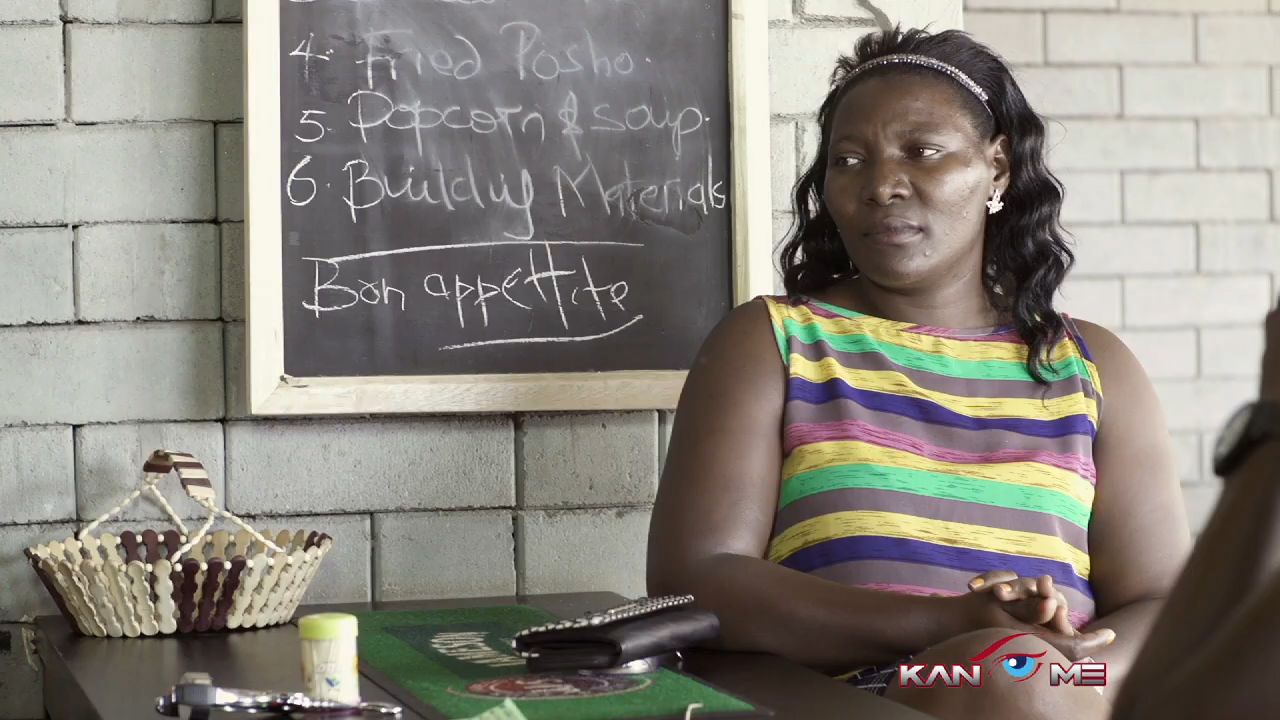 4. Fried Posho.
5. Popcorn & soup.
6. Building Materials
Bon appettite
KAN ME